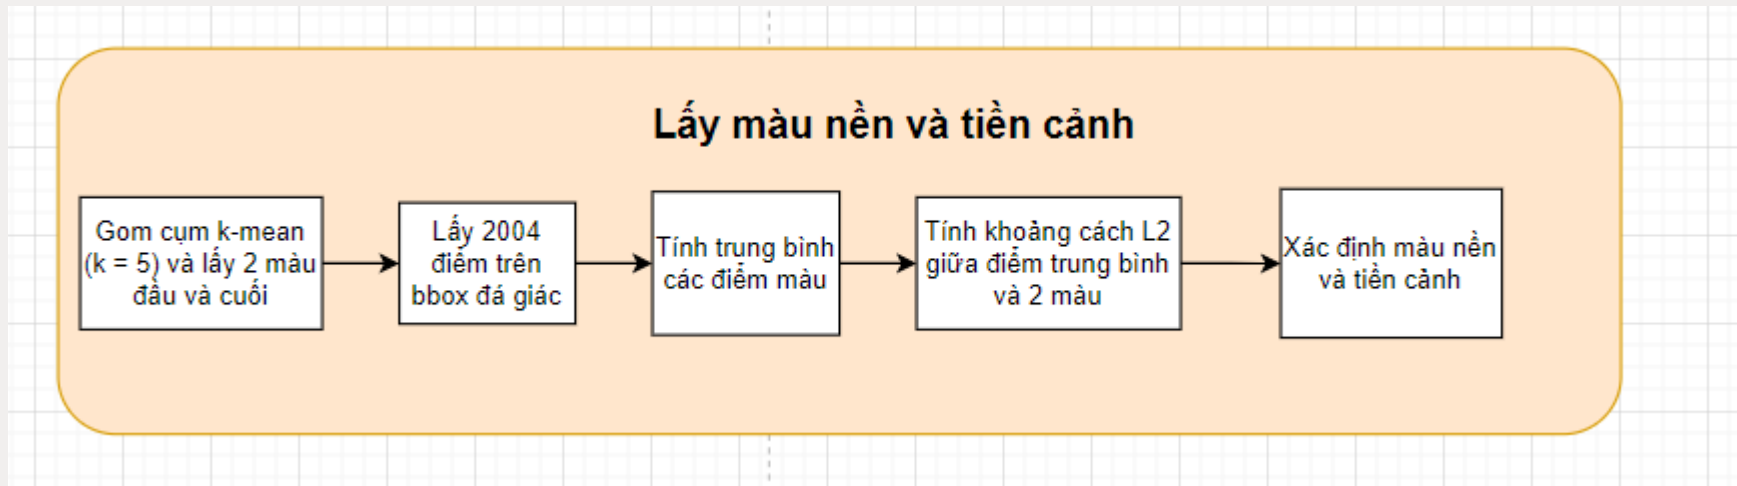 Lấy màu nền và tiền cảnh
Gom cụm k-mean
(k = 5) và lấy 2 màu
đầu và cuối
Lấy 2004
điểm trên
bbox đá giác
Tính trung bình
các điểm màu
Tính khoảng cách L2
giữa điểm trung bình
và 2 màu
Xác định màu nền
và tiền cảnh